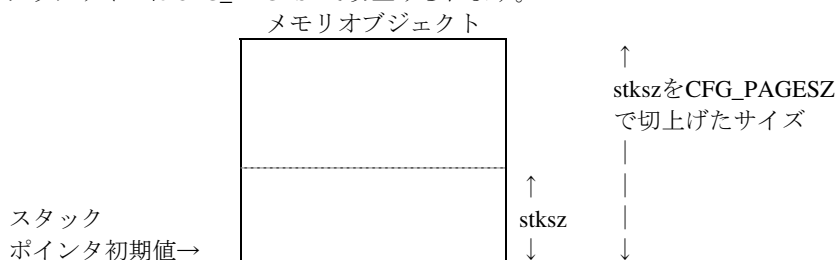 メモリオブジェクト
↑
stkszをCFG_PAGESZ
で切上げたサイズ
｜
↑ ｜
スタック stksz ｜
ポインタ初期値→ ↓ ↓